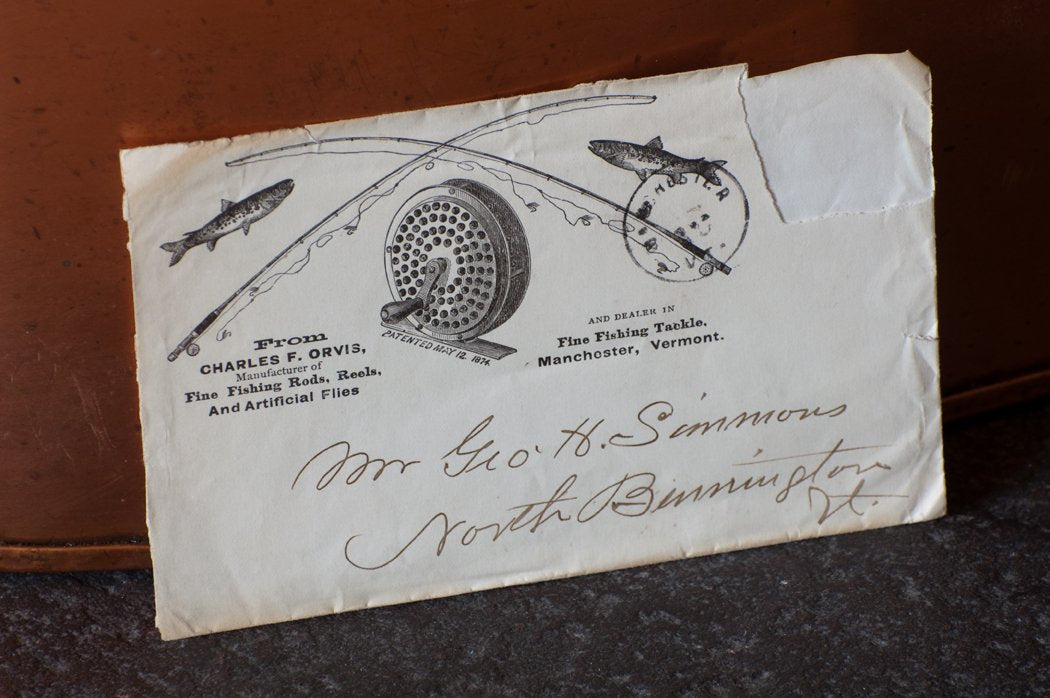 From
CHARLES F. ORVIS,
Manufacturer of
Fine Fishing Rods, Reels,
And Artificial Flies
PATENTED MAY 12. 1874.
AND DEALER IN
Fine Fishing Tackle.
Manchester, Vermont.
Mr Geo. H. Simmons
North Bennington
Vt.